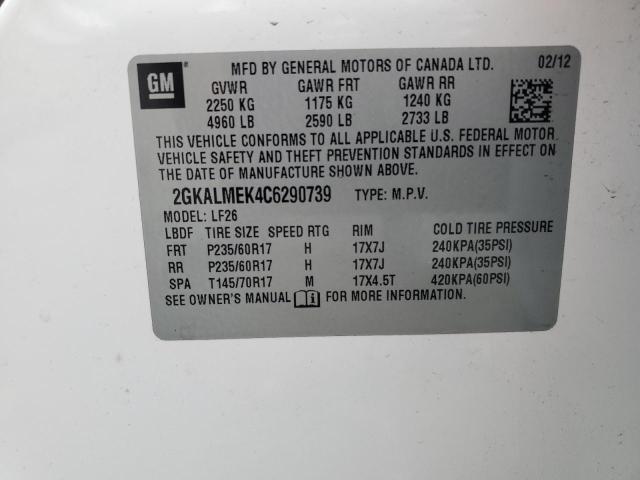 GM ® MFD BY GENERAL MOTORS OF CANADA LTD. 02/12
GVWR GAWR FRT GAWR RR
2250 KG 1175 KG 1240 KG
4960 LB 2590 LB 2733 LB
THIS VEHICLE CONFORMS TO ALL APPLICABLE U.S. FEDERAL MOTOR
VEHICLE SAFETY AND THEFT PREVENTION STANDARDS IN EFFECT ON
THE DATE OF MANUFACTURE SHOWN ABOVE.
2GKALMEK4C6290739 TYPE: M.P.V.
MODEL: LF26
LBDF TIRE SIZE SPEED RTG RIM COLD TIRE PRESSURE
FRT P235/60R17 H 17X7J 240KPA(35PSI)
RR P235/60R17 H 17X7J 240KPA(35PSI)
SPA T145/70R17 M 17X4.5T 420KPA(60PSI)
SEE OWNER'S MANUAL i FOR MORE INFORMATION.